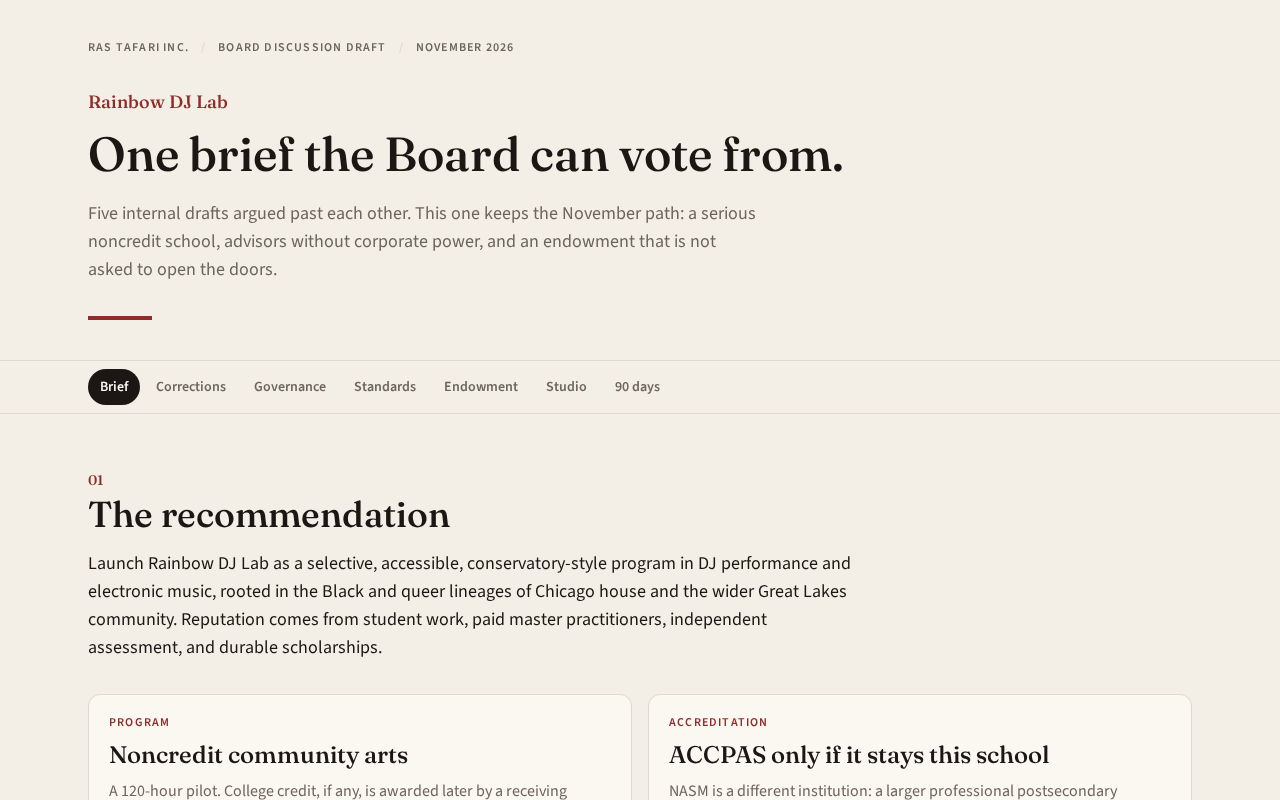 RAS TAFARI INC. / BOARD DISCUSSION DRAFT / NOVEMBER 2026
Rainbow DJ Lab
One brief the Board can vote from.
Five internal drafts argued past each other. This one keeps the November path: a serious
noncredit school, advisors without corporate power, and an endowment that is not
asked to open the doors.
Brief Corrections Governance Standards Endowment Studio 90 days
01
The recommendation
Launch Rainbow DJ Lab as a selective, accessible, conservatory-style program in DJ performance and
electronic music, rooted in the Black and queer lineages of Chicago house and the wider Great Lakes
community. Reputation comes from student work, paid master practitioners, independent
assessment, and durable scholarships.
PROGRAM
Noncredit community arts
A 120-hour pilot. College credit, if any, is awarded later by a receiving
ACCREDITATION
ACCPAS only if it stays this school
NASM is a different institution: a larger professional postsecondary